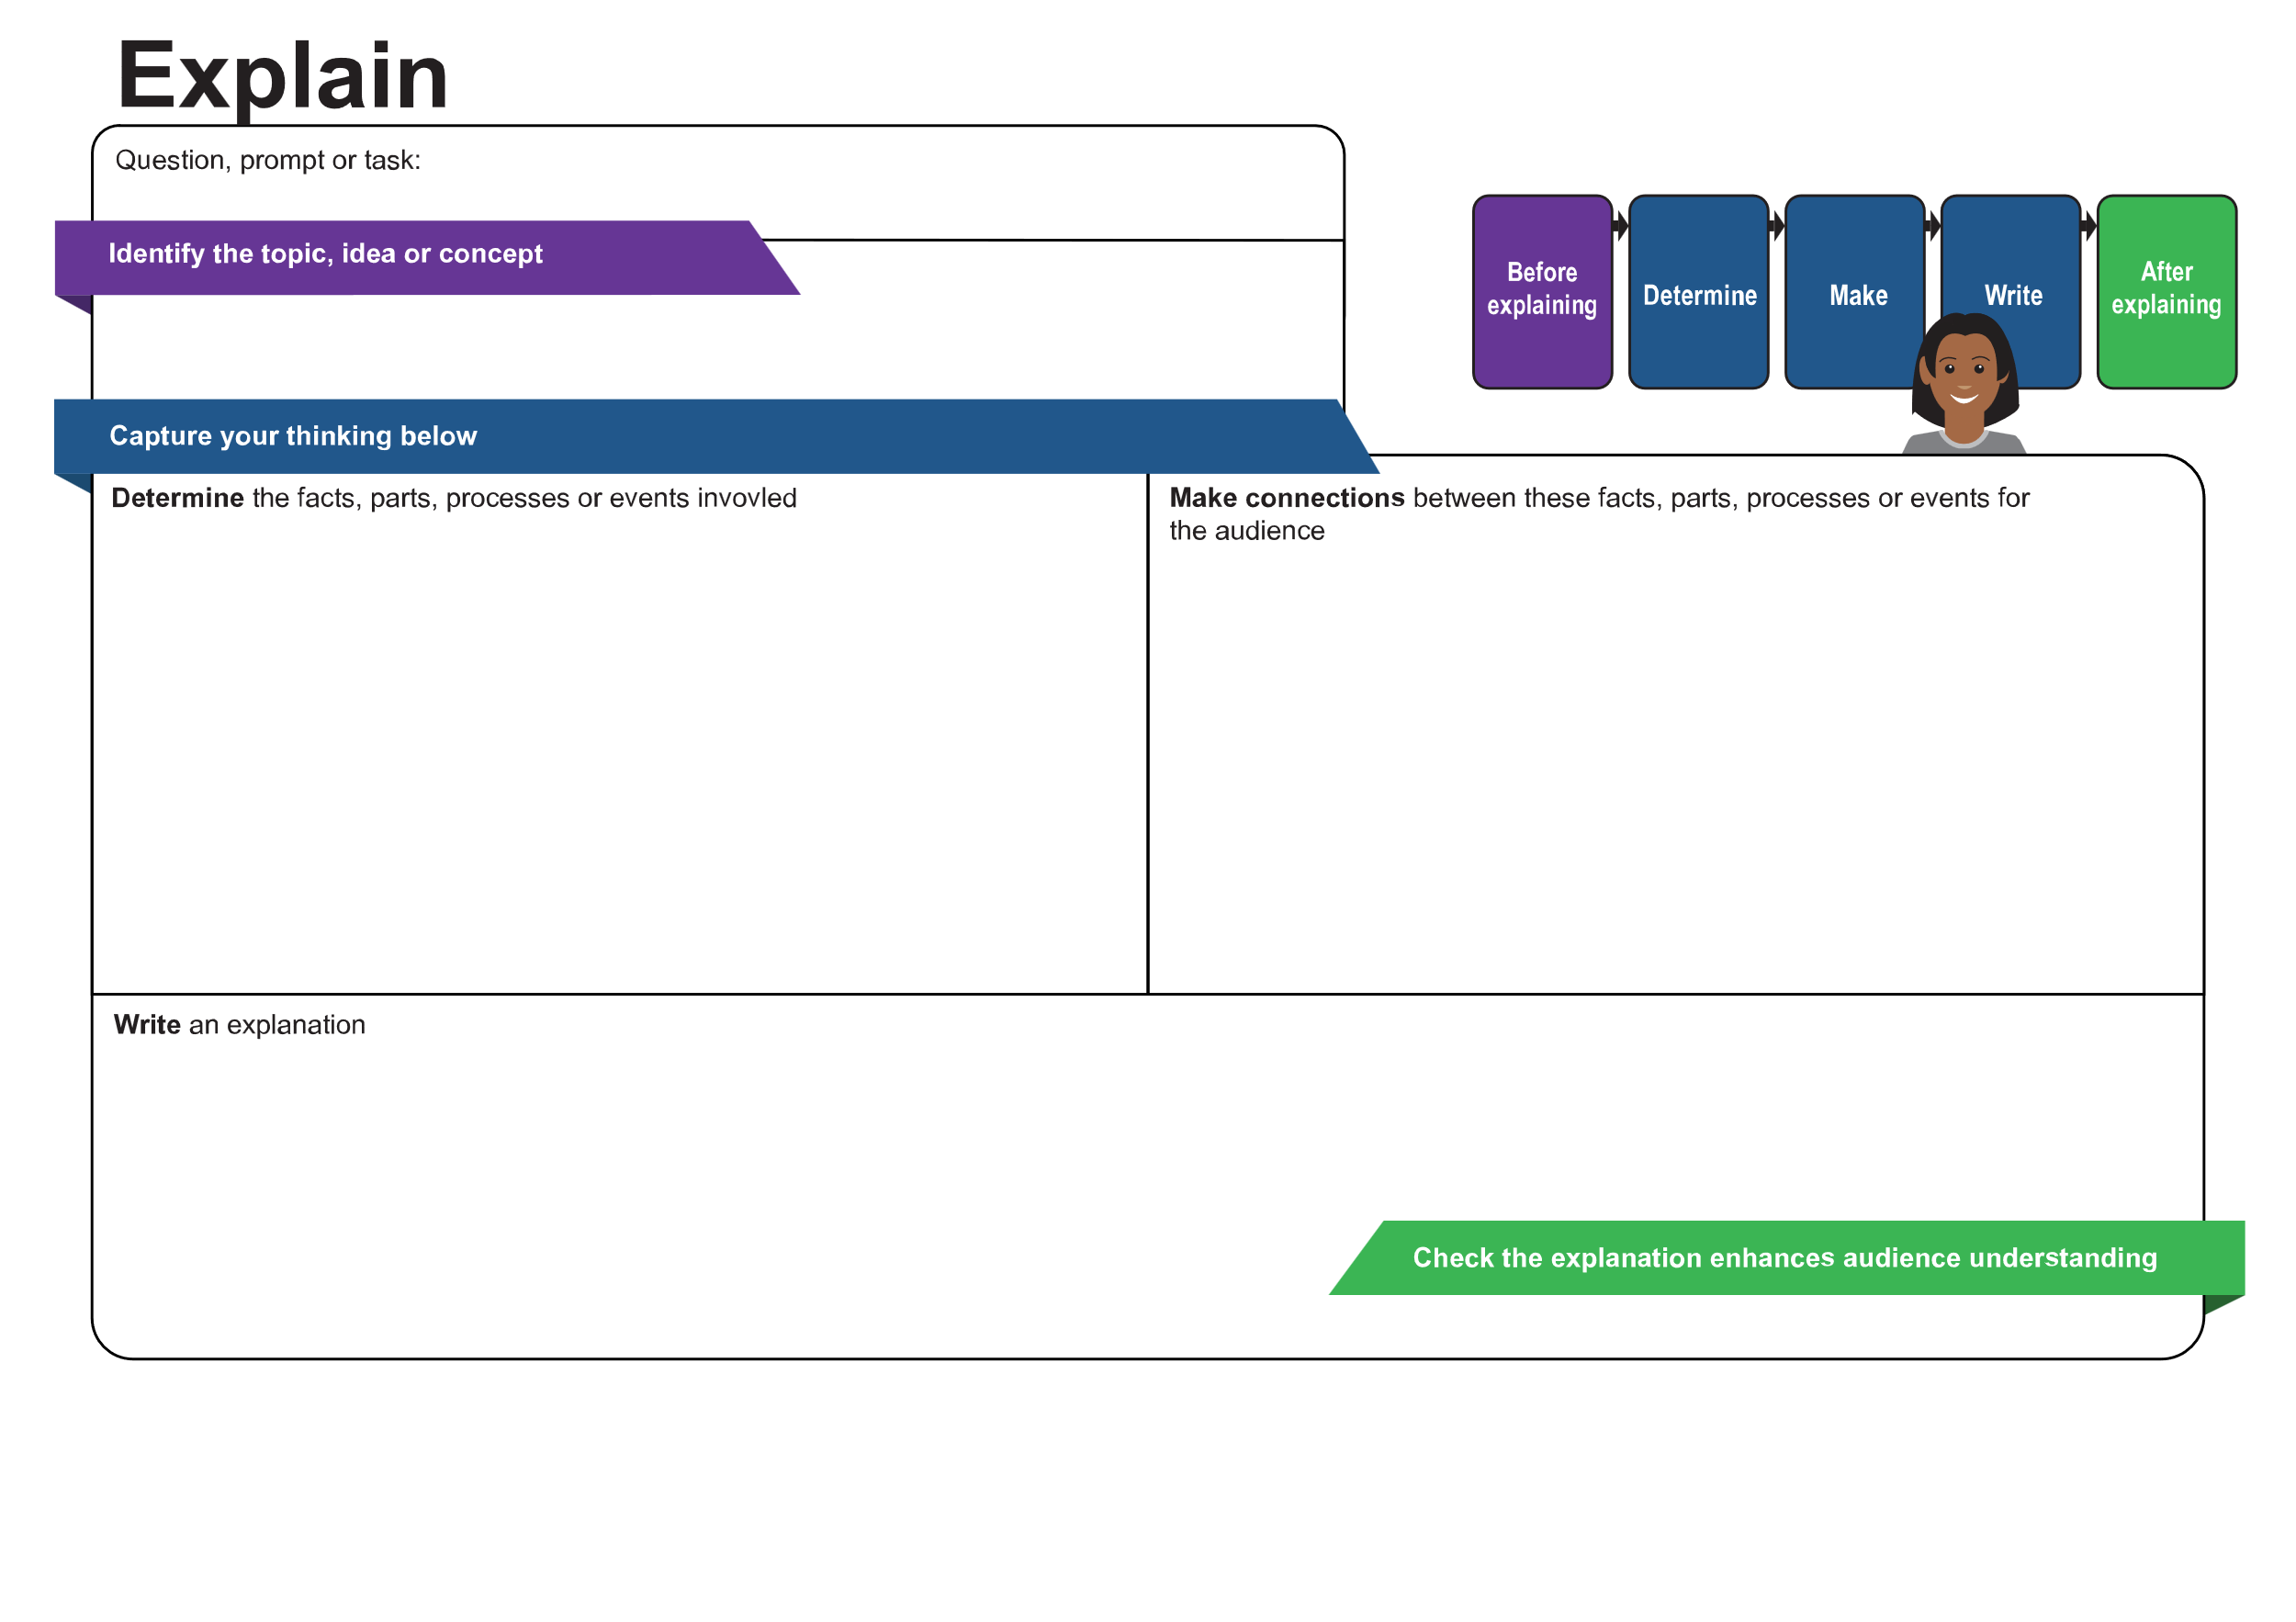 Explain
Question, prompt or task:
Identify the topic, idea or concept
Before
explaining
Determine
Make
Write
After
explaining
Capture your thinking below
Determine the facts, parts, processes or events invovled
Make connections between these facts, parts, processes or events for
the audience
Write an explanation
Check the explanation enhances audience understanding